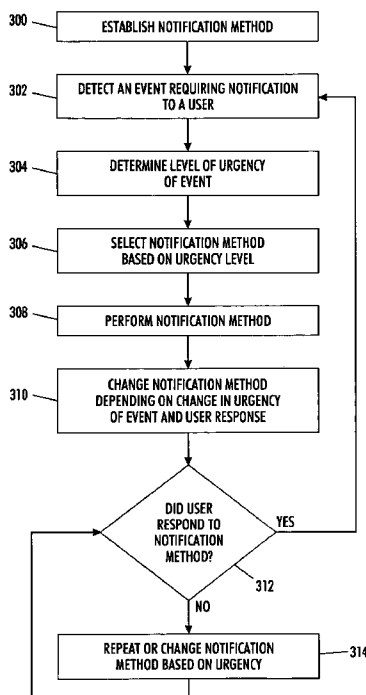 300
ESTABLISH NOTIFICATION METHOD
302
DETECT AN EVENT REQUIRING NOTIFICATION
TO A USER
304
DETERMINE LEVEL OF URGENCY
OF EVENT
306
SELECT NOTIFICATION METHOD
BASED ON URGENCY LEVEL
308
PERFORM NOTIFICATION METHOD
310
CHANGE NOTIFICATION METHOD
DEPENDING ON CHANGE IN URGENCY
OF EVENT AND USER RESPONSE
DID USER
RESPOND TO
NOTIFICATION
METHOD?
YES
312
NO
REPEAT OR CHANGE NOTIFICATION
METHOD BASED ON URGENCY
314